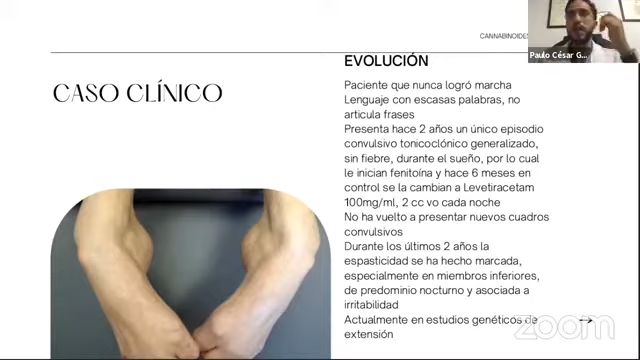 CANNABINOIDES
Paulo César G...
EVOLUCIÓN
CASO CLÍNICO
Paciente que nunca logró marcha
Lenguaje con escasas palabras, no
articula frases
Presenta hace 2 años un único episodio
convulsivo tonicoclónico generalizado,
sin fiebre, durante el sueño, por lo cual
le inician fenitoína y hace 6 meses en
control se la cambian a Levetiracetam
100mg/ml, 2 cc vo cada noche
No ha vuelto a presentar nuevos cuadros
convulsivos
Durante los últimos 2 años la
espasticidad se ha hecho marcada,
especialmente en miembros inferiores,
de predominio nocturno y asociada a
irritabilidad
Actualmente en estudios genéticos de
extensión
zoom